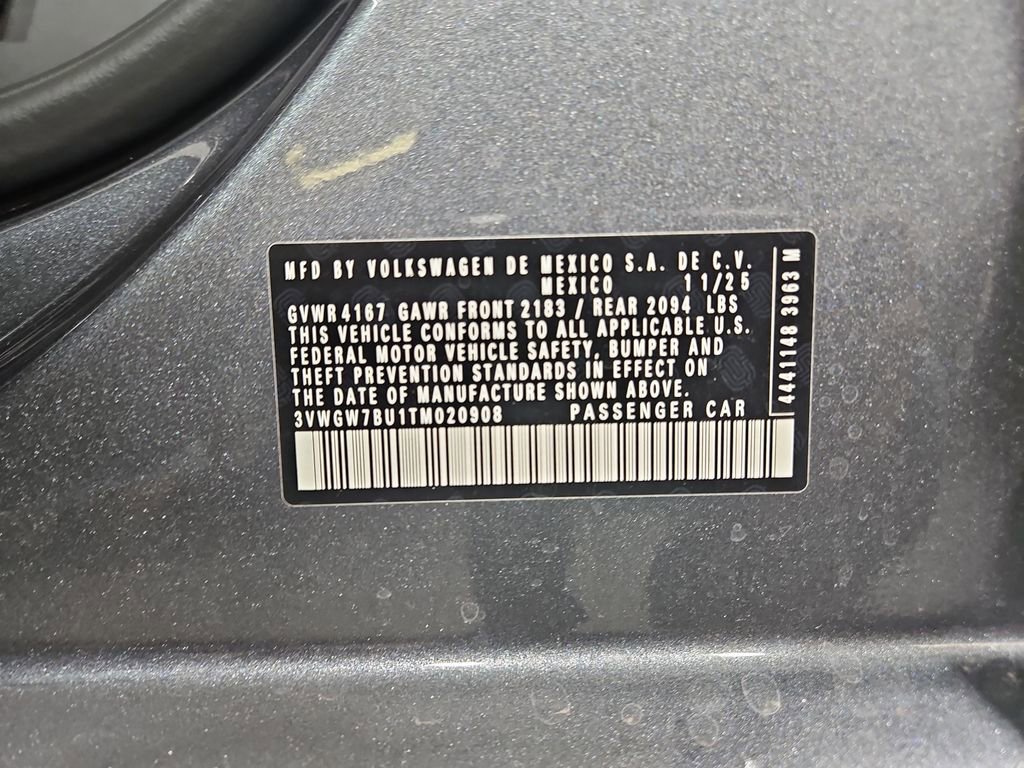 MFD BY VOLKSWAGEN DE MEXICO S.A. DE C.V.
MEXICO 11/25
GVWR 4167 GAWR FRONT 2183 / REAR 2094 LBS
THIS VEHICLE CONFORMS TO ALL APPLICABLE U.S.
FEDERAL MOTOR VEHICLE SAFETY, BUMPER AND
THEFT PREVENTION STANDARDS IN EFFECT ON
THE DATE OF MANUFACTURE SHOWN ABOVE.
3VWGW7BU1TM020908 PASSENGER CAR
4441148 3963 M